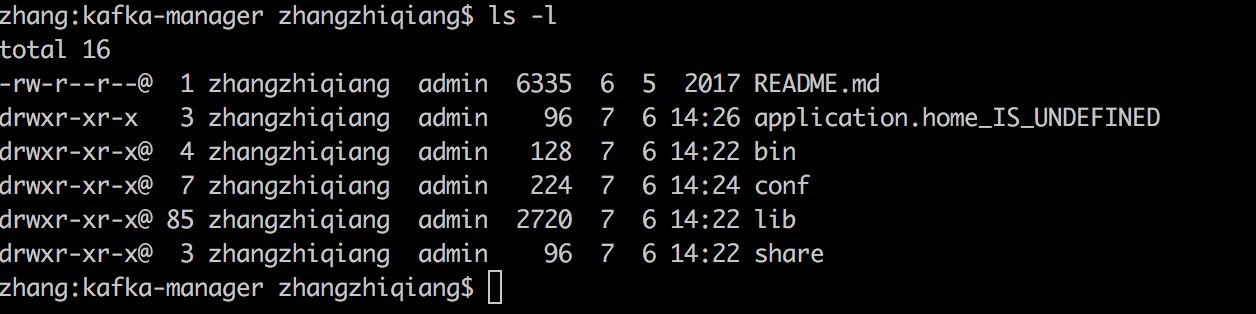 zhang:kafka-manager zhangzhiqiang$ ls -l
total 16
-rw-r--r--@  1 zhangzhiqiang  admin  6335  6  5  2017 README.md
drwxr-xr-x   3 zhangzhiqiang  admin    96  7  6 14:26 application.home_IS_UNDEFINED
drwxr-xr-x@  4 zhangzhiqiang  admin   128  7  6 14:22 bin
drwxr-xr-x@  7 zhangzhiqiang  admin   224  7  6 14:24 conf
drwxr-xr-x@ 85 zhangzhiqiang  admin  2720  7  6 14:22 lib
drwxr-xr-x@  3 zhangzhiqiang  admin    96  7  6 14:22 share
zhang:kafka-manager zhangzhiqiang$